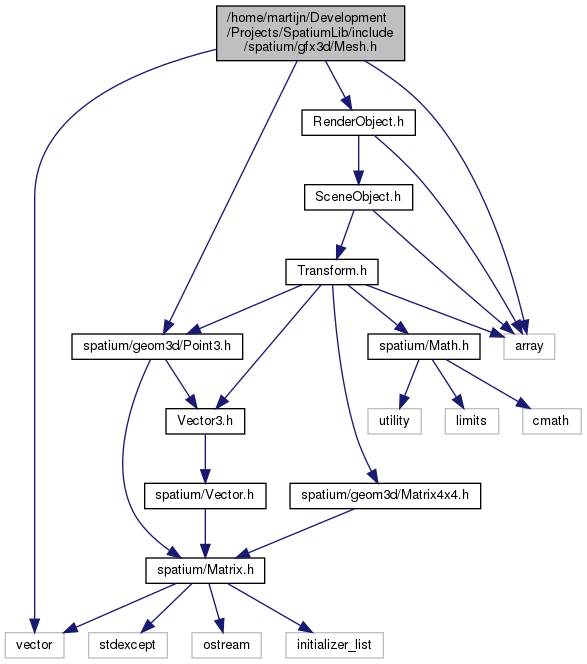 /home/martijn/Development
/Projects/SpatiumLib/include
/spatium/gfx3d/Mesh.h
RenderObject.h
SceneObject.h
Transform.h
spatium/geom3d/Point3.h
spatium/Math.h
array
Vector3.h
utility
limits
cmath
spatium/Vector.h
spatium/geom3d/Matrix4x4.h
spatium/Matrix.h
vector
stdexcept
ostream
initializer_list